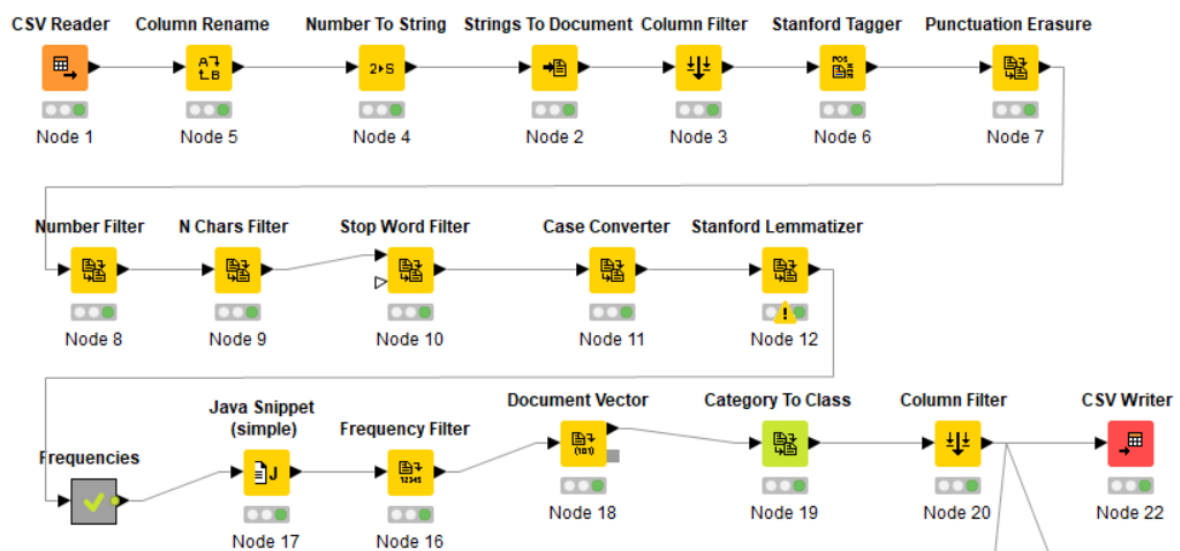 CSV Reader Column Rename Number To String Strings To Document Column Filter Stanford Tagger Punctuation Erasure
A B
2 S
POS
Node 1 Node 5 Node 4 Node 2 Node 3 Node 6 Node 7
Number Filter N Chars Filter Stop Word Filter Case Converter Stanford Lemmatizer
!
Node 8 Node 9 Node 10 Node 11 Node 12
Document Vector Category To Class Column Filter CSV Writer
Java Snippet
(simple)
Frequency Filter
Frequencies
(101)
J
12345
Node 18 Node 19 Node 20 Node 22
Node 17 Node 16